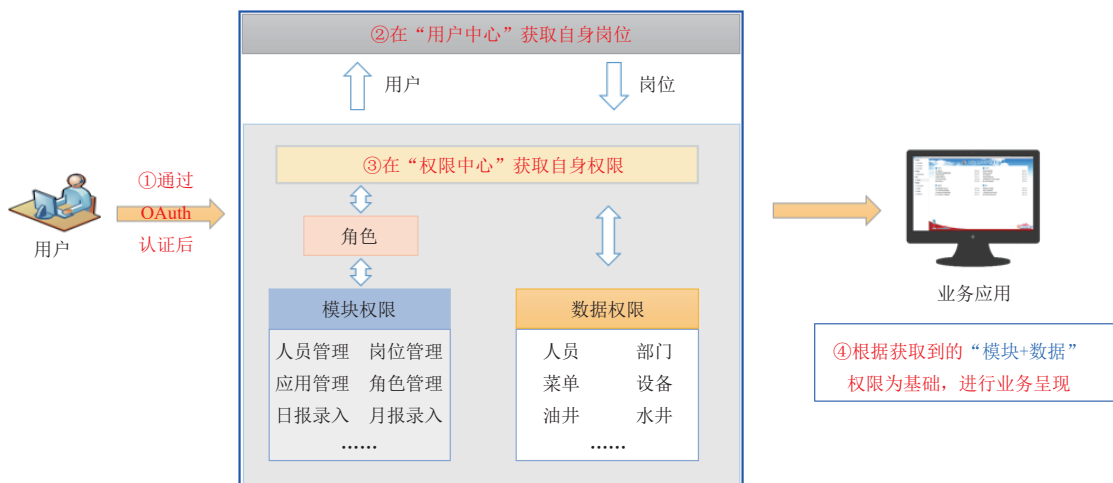 ②在“用户中心”获取自身岗位
用户
岗位
③在“权限中心”获取自身权限
①通过
OAuth
认证后
用户
角色
模块权限
人员管理 岗位管理
应用管理 角色管理
日报录入 月报录入
……
数据权限
人员 部门
菜单 设备
油井 水井
……
业务应用
④根据获取到的“模块+数据”
权限为基础，进行业务呈现